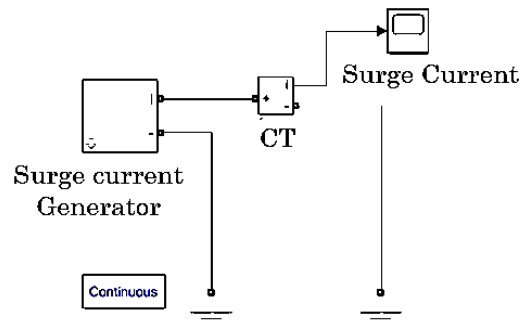 Surge Current
CT
Surge current
Generator
Continuous